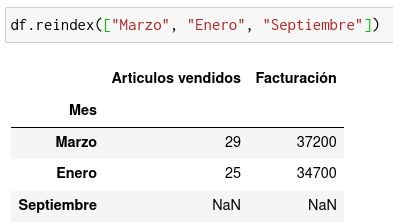 df.reindex(["Marzo", "Enero", "Septiembre"])
Articulos vendidos Facturación
Mes
Marzo 29 37200
Enero 25 34700
Septiembre NaN NaN